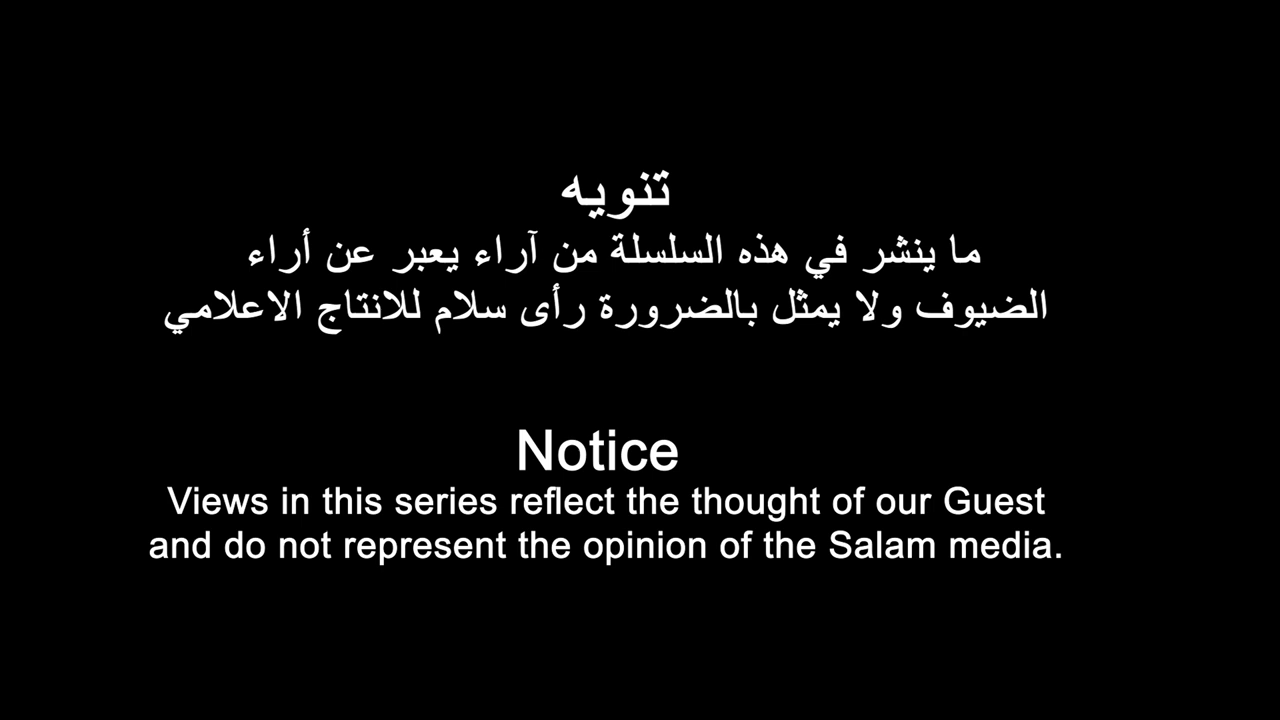 تنويه
ما ينشر في هذه السلسلة من آراء يعبر عن أراء
الضيوف ولا يمثل بالضرورة رأى سلام للانتاج الاعلامي
Notice
Views in this series reflect the thought of our Guest
and do not represent the opinion of the Salam media.